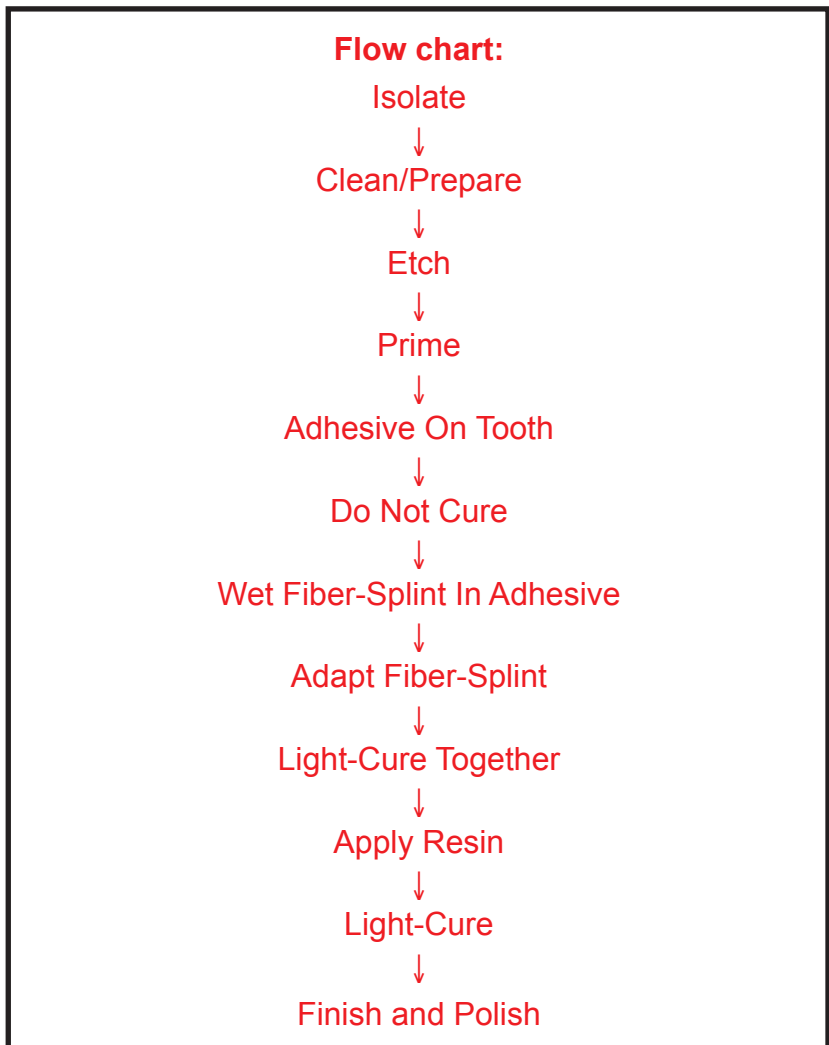 Flow chart:
Isolate
↓
Clean/Prepare
↓
Etch
↓
Prime
↓
Adhesive On Tooth
↓
Do Not Cure
↓
Wet Fiber-Splint In Adhesive
↓
Adapt Fiber-Splint
↓
Light-Cure Together
↓
Apply Resin
↓
Light-Cure
↓
Finish and Polish